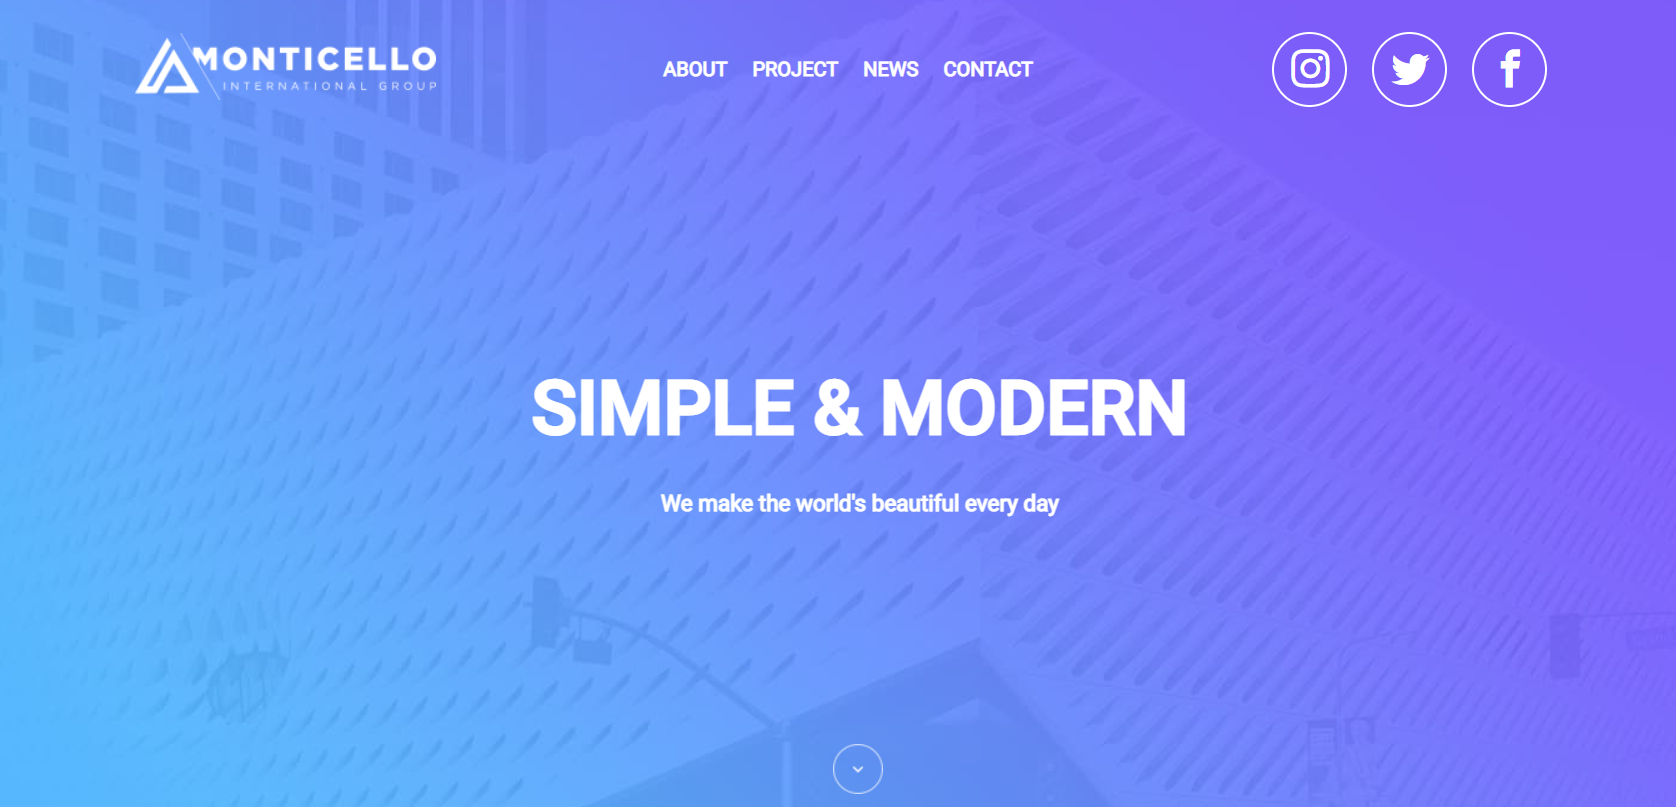 MONTICELLO
INTERNATIONAL GROUP
ABOUT PROJECT NEWS CONTACT
SIMPLE & MODERN
We make the world's beautiful every day